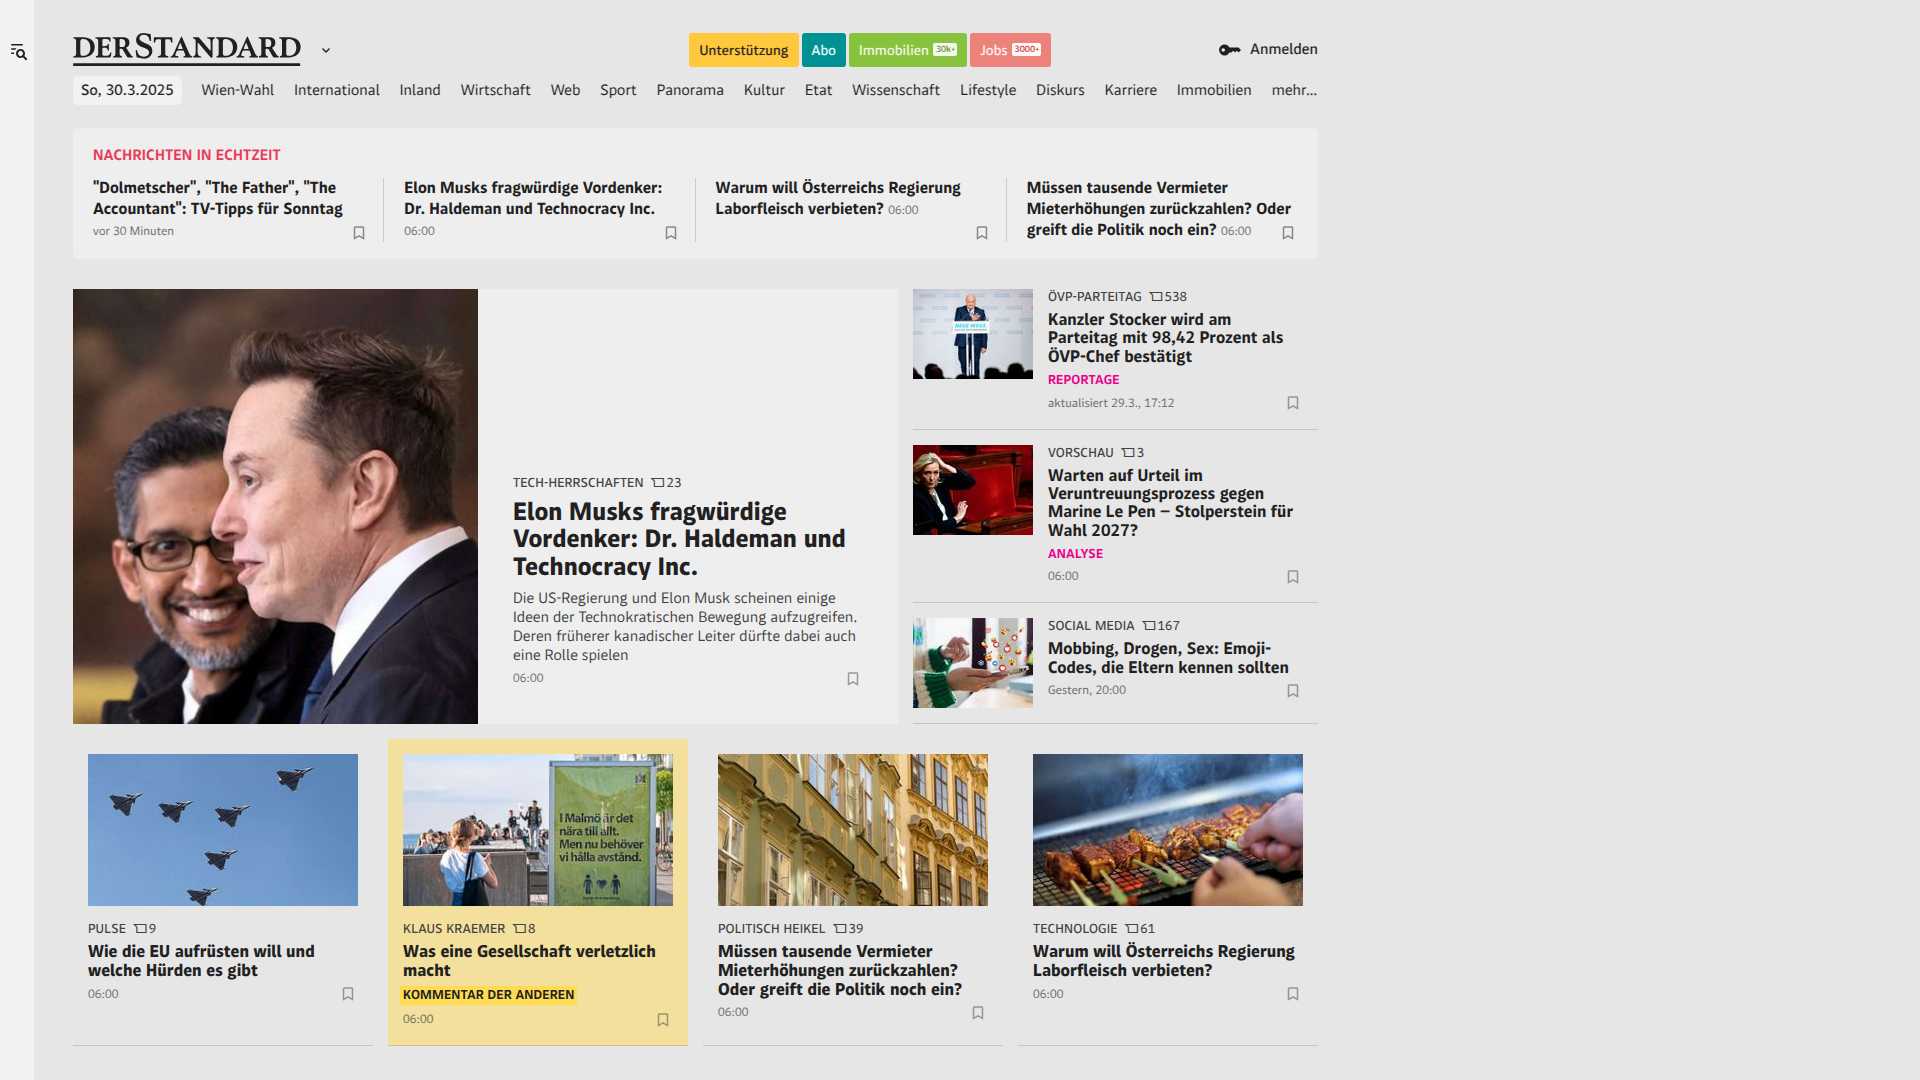 DERSTANDARD
Unterstützung
Abo
Immobilien 30k+
Jobs 3000+
Anmelden
So, 30.3.2025
Wien-Wahl
International
Inland
Wirtschaft
Web
Sport
Panorama
Kultur
Etat
Wissenschaft
Lifestyle
Diskurs
Karriere
Immobilien
mehr...
NACHRICHTEN IN ECHTZEIT
"Dolmetscher", "The Father", "The
Accountant": TV-Tipps für Sonntag
vor 30 Minuten
Elon Musks fragwürdige Vordenker:
Dr. Haldeman und Technocracy Inc.
06:00
Warum will Österreichs Regierung
Laborfleisch verbieten? 06:00
Müssen tausende Vermieter
Mieterhöhungen zurückzahlen? Oder
greift die Politik noch ein? 06:00
TECH-HERRSCHAFTEN 23
Elon Musks fragwürdige
Vordenker: Dr. Haldeman und
Technocracy Inc.
Die US-Regierung und Elon Musk scheinen einige
Ideen der Technokratischen Bewegung aufzugreifen.
Deren früherer kanadischer Leiter dürfte dabei auch
eine Rolle spielen
06:00
ÖVP-PARTEITAG 538
Kanzler Stocker wird am
Parteitag mit 98,42 Prozent als
ÖVP-Chef bestätigt
REPORTAGE
aktualisiert 29.3., 17:12
VORSCHAU 3
Warten auf Urteil im
Veruntreuungsprozess gegen
Marine Le Pen – Stolperstein für
Wahl 2027?
ANALYSE
06:00
SOCIAL MEDIA 167
Mobbing, Drogen, Sex: Emoji-
Codes, die Eltern kennen sollten
Gestern, 20:00
PULSE 9
Wie die EU aufrüsten will und
welche Hürden es gibt
06:00
I Malmö är det
nära till allt.
Men nu behöver
vi hålla avstånd.
KLAUS KRAEMER 8
Was eine Gesellschaft verletzlich
macht
KOMMENTAR DER ANDEREN
06:00
POLITISCH HEIKEL 39
Müssen tausende Vermieter
Mieterhöhungen zurückzahlen?
Oder greift die Politik noch ein?
06:00
TECHNOLOGIE 61
Warum will Österreichs Regierung
Laborfleisch verbieten?
06:00